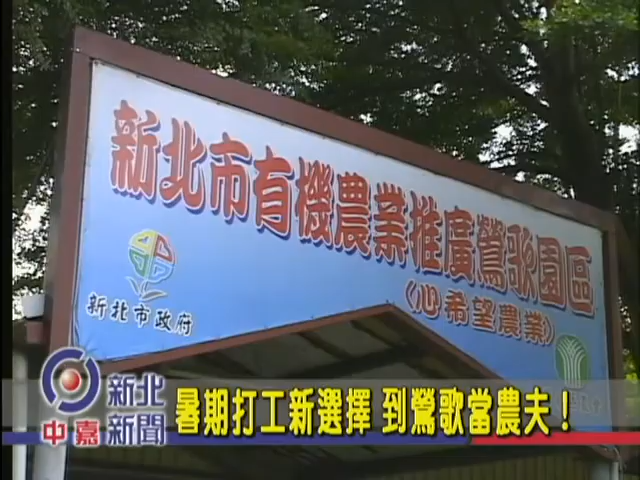 新北市有機農業推廣鶯歌園區
(心希望農業)
新北市政府
中嘉
新北
新聞
暑期打工新選擇 到鶯歌當農夫!